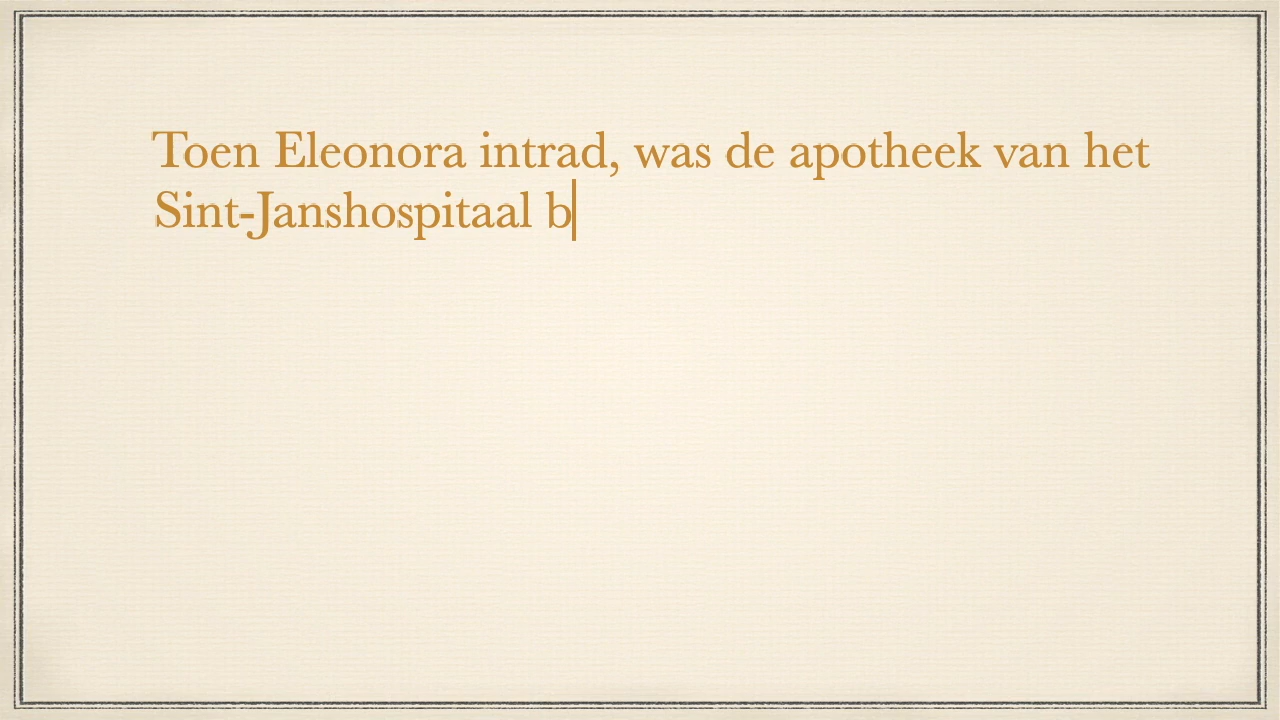 Toen Eleonora intrad, was de apotheek van het
Sint-Janshospitaal b